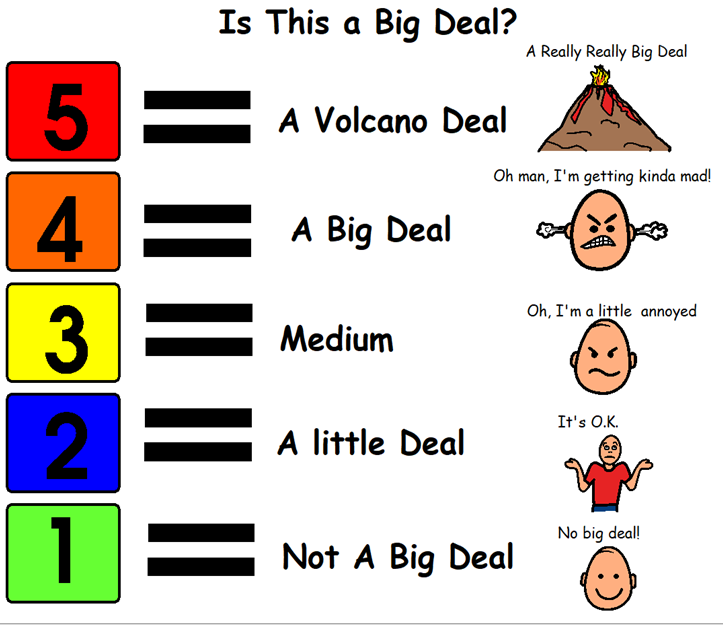 Is This a Big Deal?
A Really Really Big Deal
5
A Volcano Deal
Oh man, I'm getting kinda mad!
4
A Big Deal
Oh, I'm a little annoyed
3
Medium
It's O.K.
2
A little Deal
No big deal!
1
Not A Big Deal